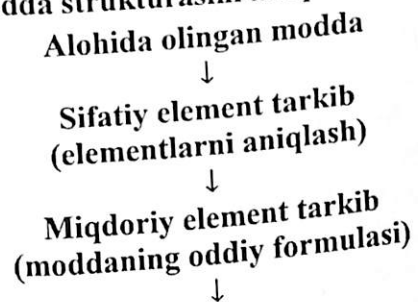 Alohida olingan modda
↓
Sifatiy element tarkib
(elementlarni aniqlash)
↓
Miqdoriy element tarkib
(moddaning oddiy formulasi)
↓